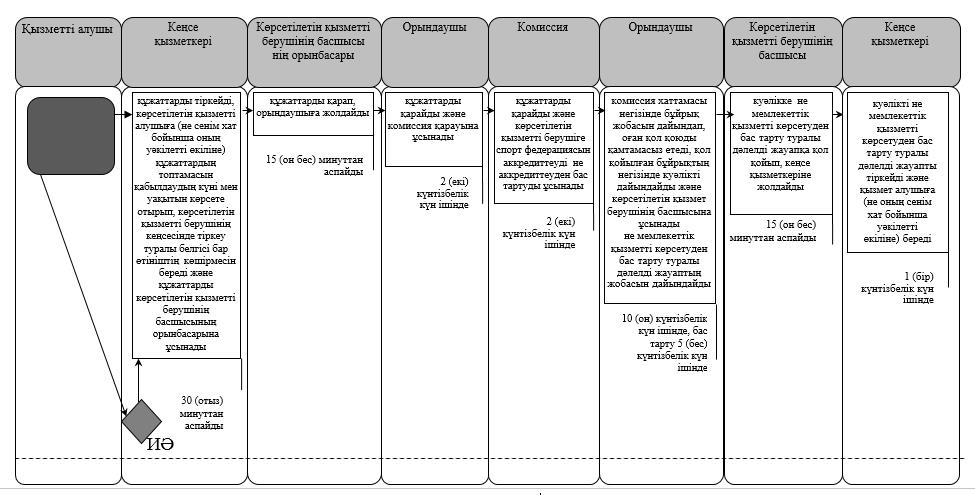 Қызметті алушы
Кеңсе
қызметкері
Көрсетілетін қызметті
берушінің басшысы
нің орынбасары
Орындаушы
Комиссия
Орындаушы
Көрсетілетін
қызметті берушінің
басшысы
Кеңсе
қызметкері
құжаттарды тіркейді,
көрсетілетін қызметті
алушыға (не сенім хат
бойынша оның
уәкілетті өкіліне)
құжаттардың
топтамасын
қабылдаудың күні мен
уақытын көрсете
отырып, көрсетілетін
қызметті берушінің
кеңсесінде тіркеу
туралы белгісі бар
өтініштің көшірмесін
береді және
құжаттарды
көрсетілетін қызметті
берушінің
басшысының
орынбасарына
ұсынады
30 (отыз)
минуттан
аспайды
ИӘ
құжаттарды қарап,
орындаушыға жолдайды
15 (он бес) минуттан
аспайды
құжаттарды
қарайды және
комиссия қарауына
ұсынады
2 (екі)
күнтізбелік
күн ішінде
құжаттарды
қарайды және
көрсетілетін
қызметті берушіге
спорт федерациясын
аккредиттеуді не
аккредиттеуден бас
тартуды ұсынады
2 (екі)
күнтізбелік күн
ішінде
комиссия хаттамасы
негізінде бұйрық
жобасын дайындап,
оған қол қоюды
қамтамасыз етеді, қол
қойылған бұйрықтың
негізінде куәлікті
дайындайды және
көрсетілетін қызмет
берушінің басшысына
ұсынады
не мемлекеттік
қызметті көрсетуден
бас тарту туралы
дәлелді жауаптың
жобасын дайындайды
10 (он) күнтізбелік
күн ішінде, бас
тарту 5 (бес)
күнтізбелік күн
ішінде
куәлікке не
мемлекеттік
қызметті көрсетуден
бас тарту туралы
дәлелді жауапқа қол
қойып, кеңсе
қызметкеріне
жолдайды
15 (он бес)
минуттан аспайды
куәлікті не
мемлекеттік
қызметті
көрсетуден бас
тарту туралы
дәлелді жауапты
тіркейді және
қызмет алушыға
(не оның сенім
хат бойынша
уәкілетті
өкіліне) береді
1 (бір)
күнтізбелік күн
ішінде